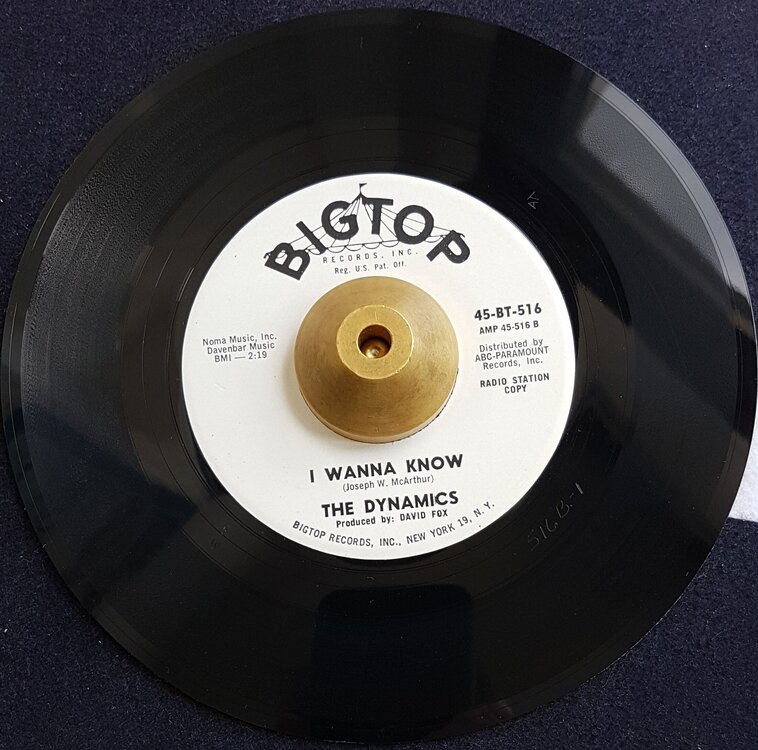 BIGTOP
RECORDS, INC.
Reg. U.S. Pat. Off.
Noma Music, Inc.
Davenbar Music
BMI — 2:19
45-BT-516
AMP 45-516 B
Distributed by
ABC-PARAMOUNT
Records, Inc.
RADIO STATION
COPY
I WANNA KNOW
(Joseph W. McArthur)
THE DYNAMICS
Produced by: DAVID FOX
BIGTOP RECORDS, INC., NEW YORK 19, N. Y.
516-B-1